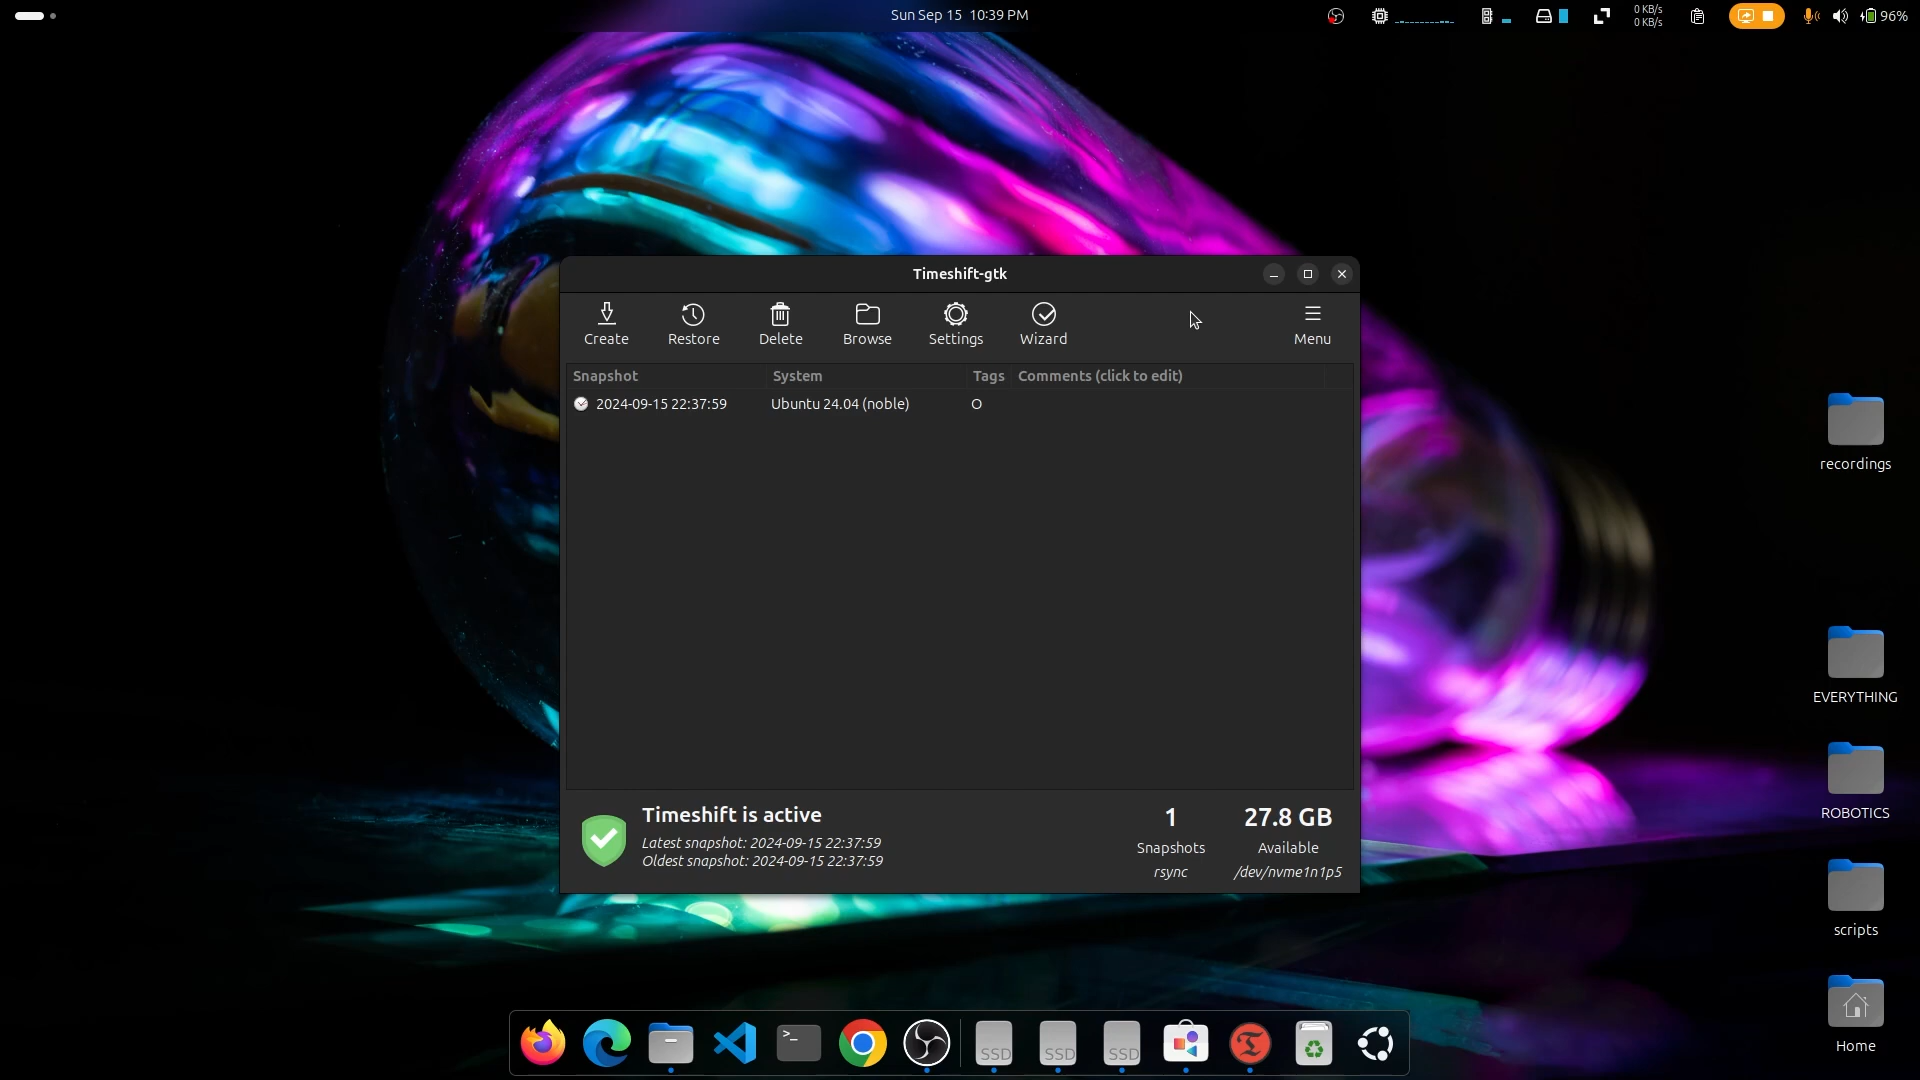 Sun Sep 15 10:39 PM
0 KB/s
0 KB/s
96%
Timeshift-gtk
Create
Restore
Delete
Browse
Settings
Wizard
Menu
Snapshot System Tags Comments (click to edit)
2024-09-15 22:37:59 Ubuntu 24.04 (noble) O
Timeshift is active
Latest snapshot: 2024-09-15 22:37:59
Oldest snapshot: 2024-09-15 22:37:59
1
Snapshots
rsync
27.8 GB
Available
/dev/nvme1n1p5
recordings
EVERYTHING
ROBOTICS
scripts
Home
>_
SSD
SSD
SSD